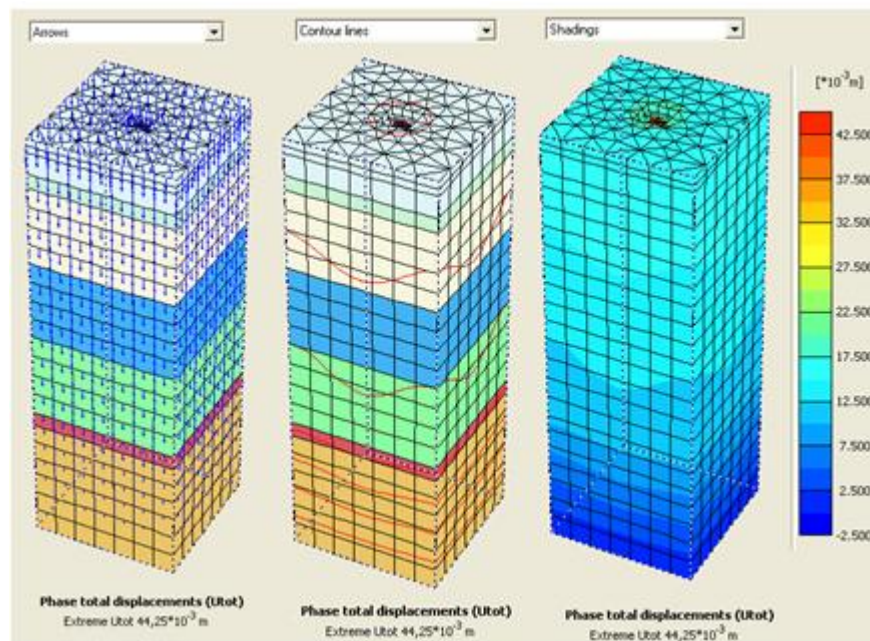 Arrows
Contour lines
Shadings
[*10-3m]
42.500
37.500
32.500
27.500
22.500
17.500
12.500
7.500
2.500
-2.500
Phase total displacements (Utot)
Extreme Utot 44,25*10-3 m
Phase total displacements (Utot)
Extreme Utot 44,25*10-3 m
Phase total displacements (Utot)
Extreme Utot 44,25*10-3 m